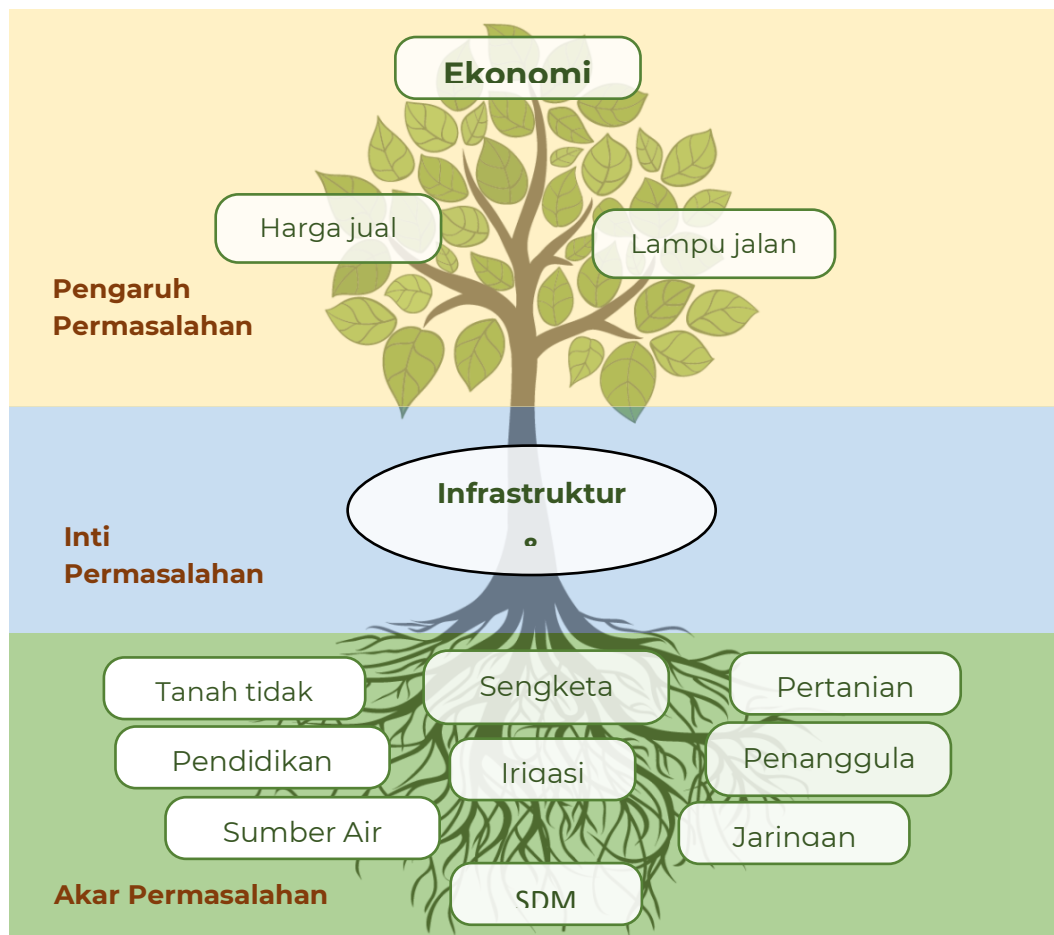 Ekonomi
Harga jual
Lampu jalan
Pengaruh
Permasalahan
Infrastruktur
Inti
Permasalahan
Tanah tidak
Sengketa
Pertanian
Pendidikan
Irigasi
Penanggula
Sumber Air
Jaringan
SDM
Akar Permasalahan